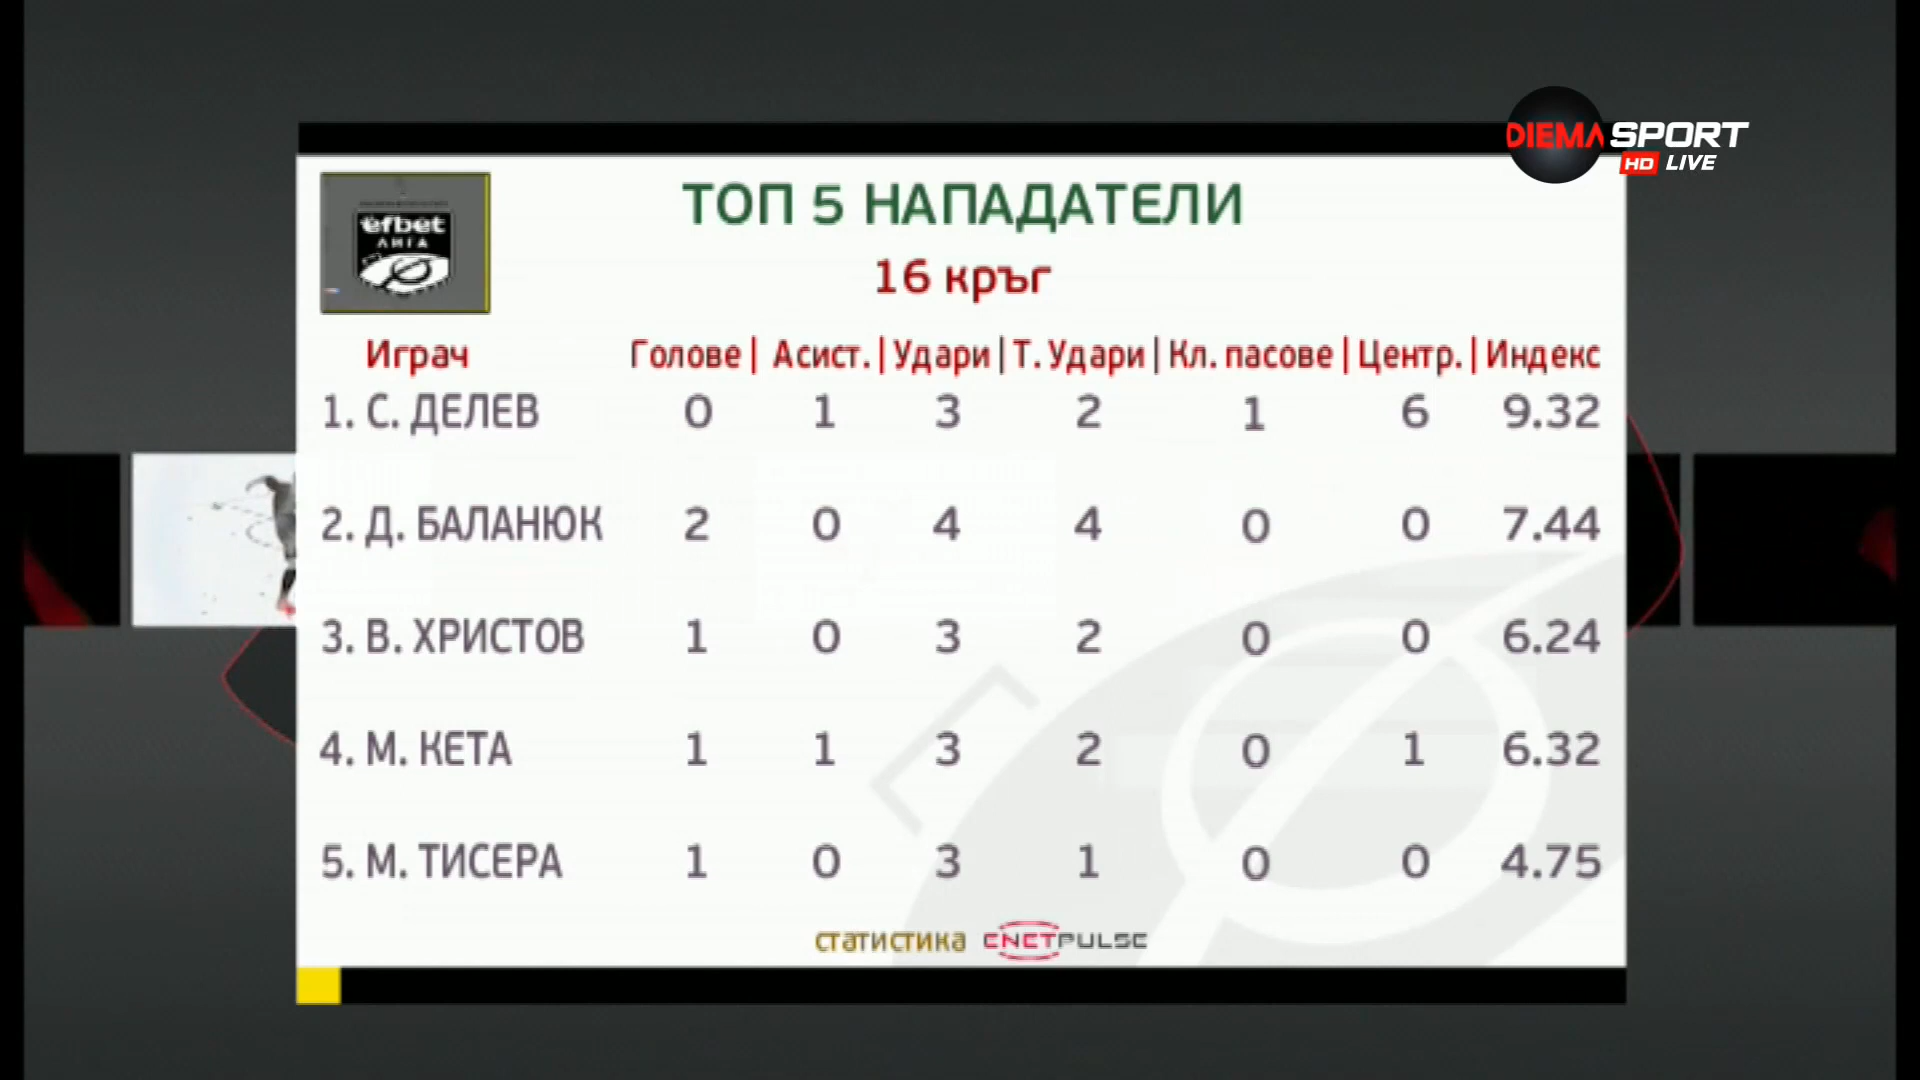 DIEMA SPORT
HD LIVE
efbet
ЛИГА
ТОП 5 НАПАДАТЕЛИ
16 кръг
Играч Голове| Асист.|Удари|Т. Удари|Кл. пасове|Центр.|Индекс
1. С. ДЕЛЕВ 0 1 3 2 1 6 9.32
2. Д. БАЛАНЮК 2 0 4 4 0 0 7.44
3. В. ХРИСТОВ 1 0 3 2 0 0 6.24
4. М. КЕТА 1 1 3 2 0 1 6.32
5. М. ТИСЕРА 1 0 3 1 0 0 4.75
статистика ENETPULSE